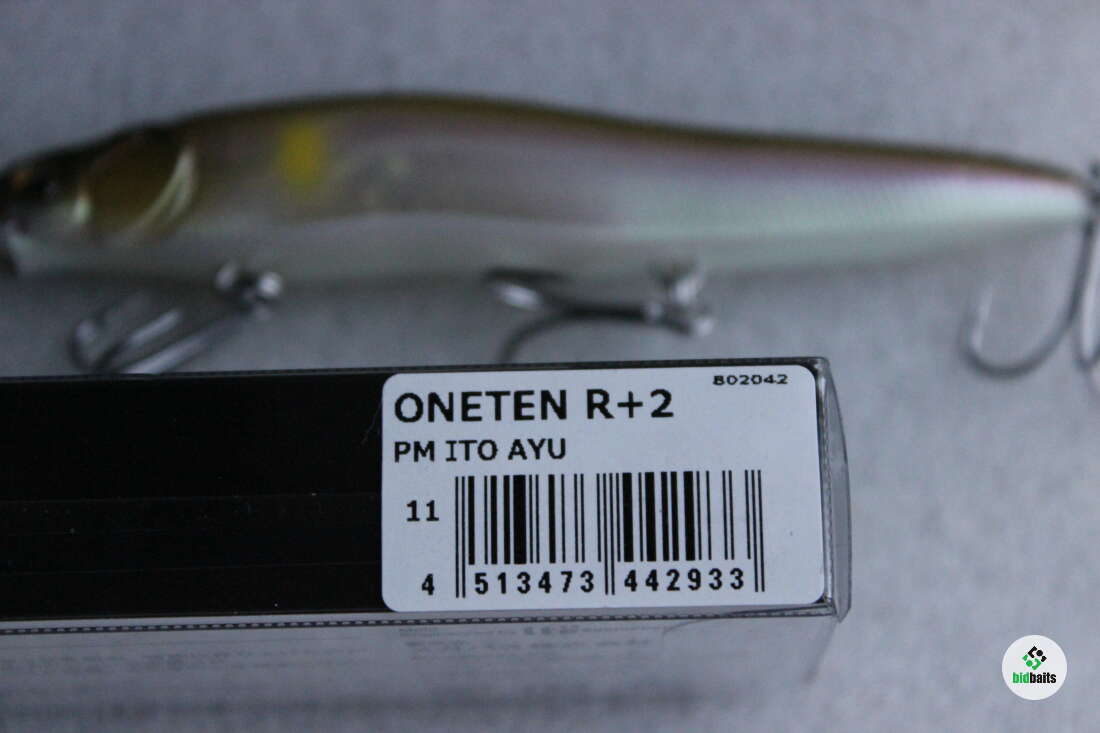 ONETEN R+2
802042
PM ITO AYU
11
4 513473 442933
bidbaits